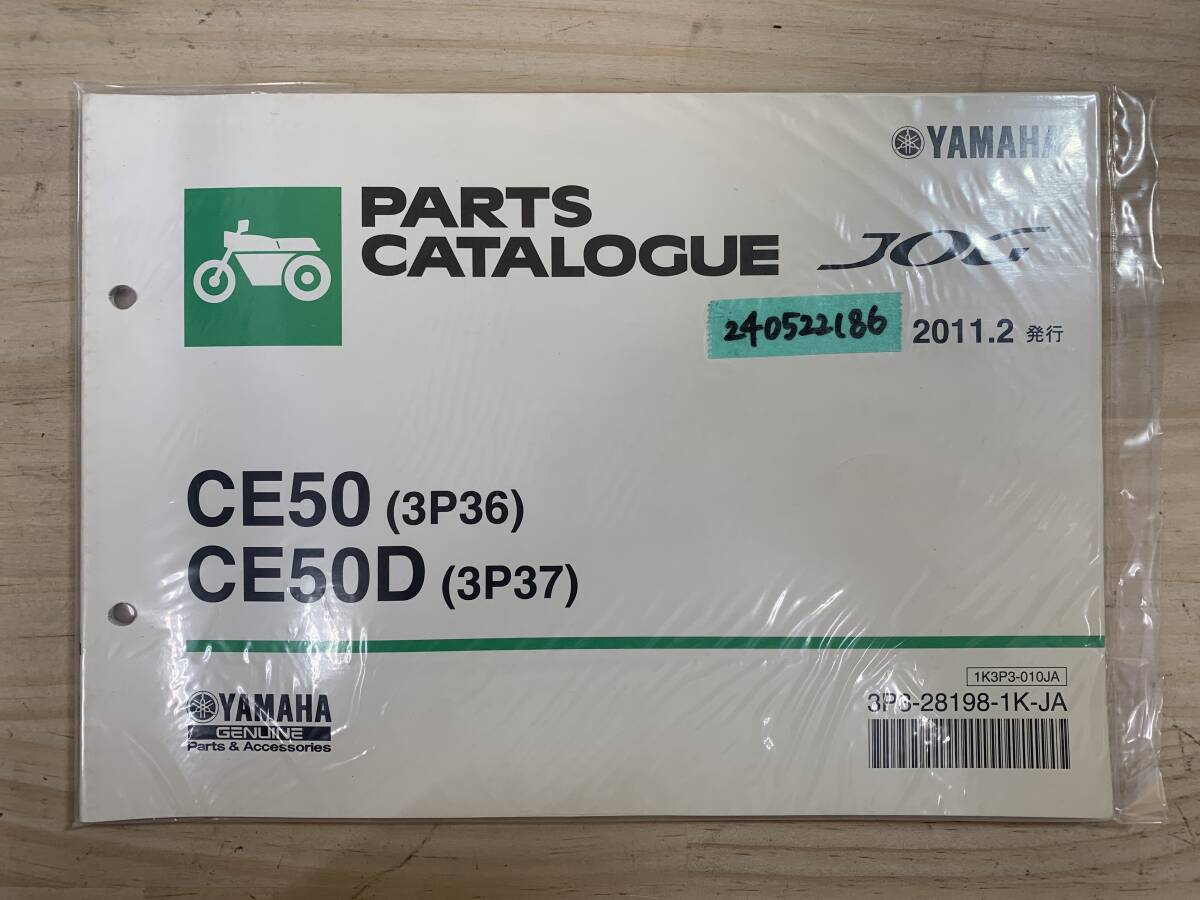 YAMAHA
PARTS
CATALOGUE
JOG
240522186
2011.2 発行
CE50 (3P36)
CE50D (3P37)
YAMAHA
GENUINE
Parts & Accessories
1K3P3-010JA
3P6-28198-1K-JA